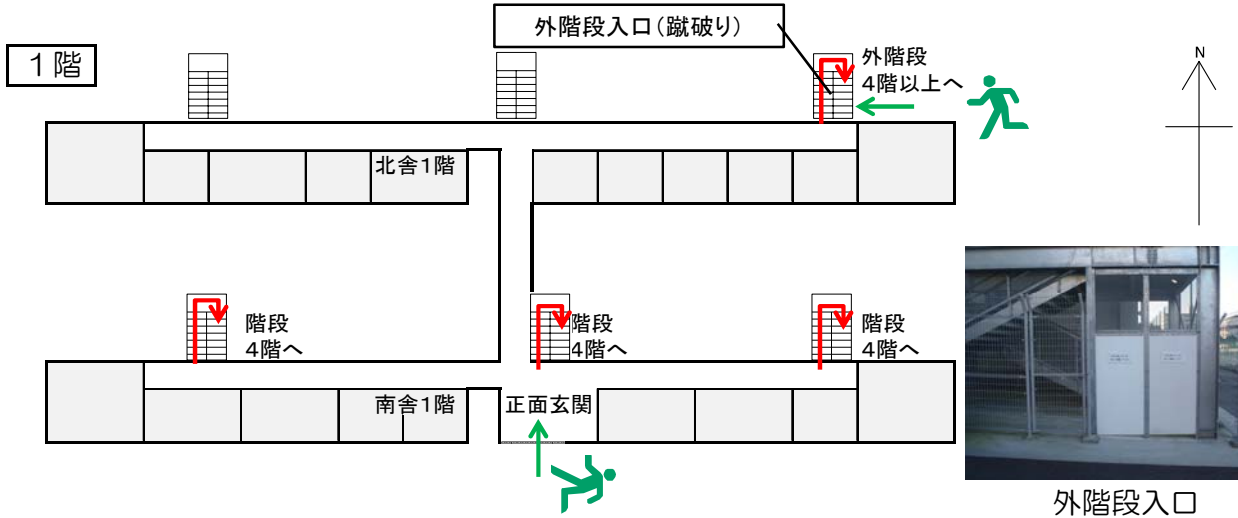 外階段入口(蹴破り)
1階
外階段
4階以上へ
N
北舎1階
階段
4階へ
階段
4階へ
階段
4階へ
南舎1階
正面玄関
外階段入口